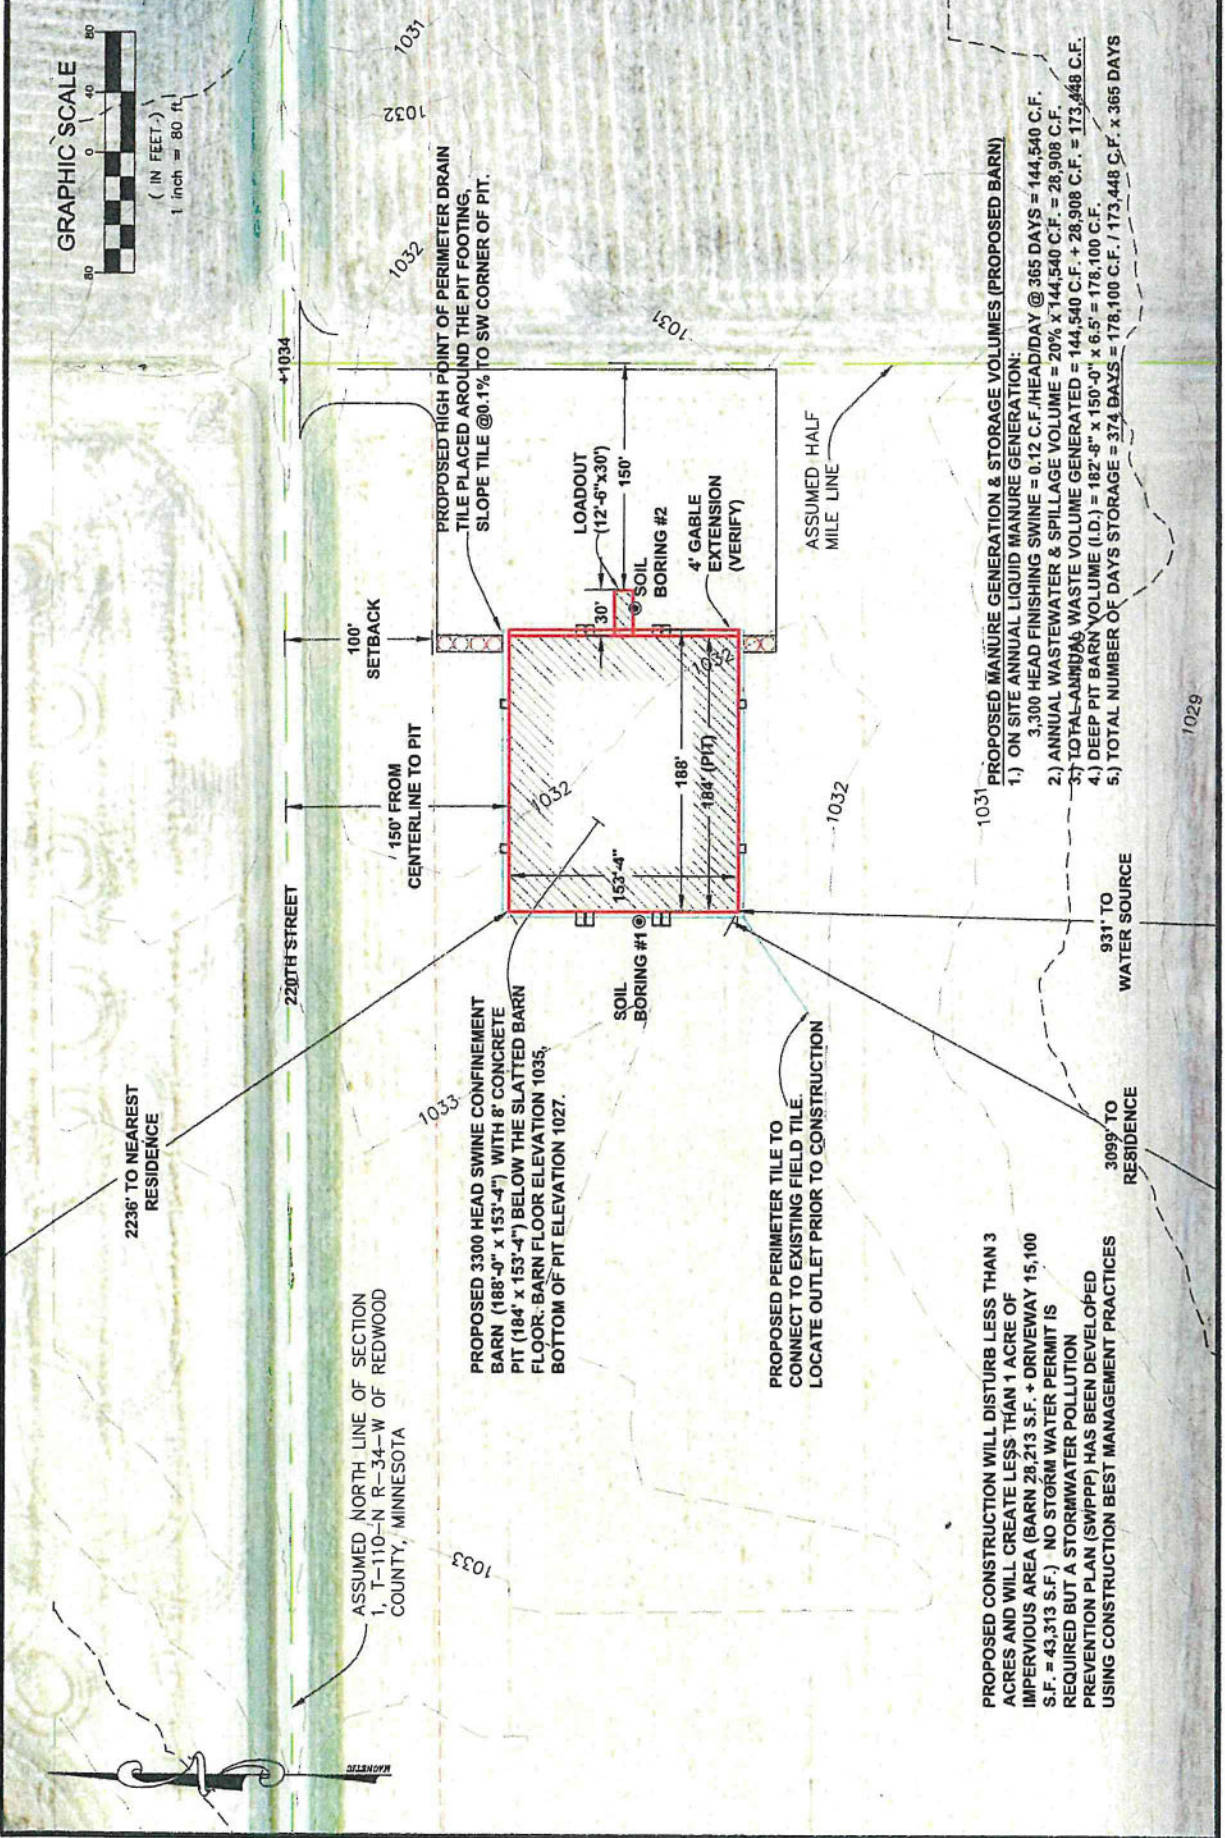 GRAPHIC SCALE
80 0 40 80
( IN FEET )
1 inch = 80 ft.
MAGNETIC
ASSUMED NORTH LINE OF SECTION
1, T-110-N R-34-W OF REDWOOD
COUNTY, MINNESOTA
2236' TO NEAREST
RESIDENCE
220TH STREET
+1034
150' FROM
CENTERLINE TO PIT
100'
SETBACK
PROPOSED HIGH POINT OF PERIMETER DRAIN
TILE PLACED AROUND THE PIT FOOTING,
SLOPE TILE @0.1% TO SW CORNER OF PIT.
LOADOUT
(12'-6"x30')
30'
150'
SOIL
BORING #2
4' GABLE
EXTENSION
(VERIFY)
ASSUMED HALF
MILE LINE
PROPOSED 3300 HEAD SWINE CONFINEMENT
BARN (188'-0" x 153'-4") WITH 8' CONCRETE
PIT (184' x 153'-4") BELOW THE SLATTED BARN
FLOOR. BARN FLOOR ELEVATION 1035,
BOTTOM OF PIT ELEVATION 1027.
SOIL
BORING #1
153'-4"
188'
184' (PIT)
1031
1032
1032
1031
1032
1032
1033
1033
1032
1031
1029
PROPOSED PERIMETER TILE TO
CONNECT TO EXISTING FIELD TILE.
LOCATE OUTLET PRIOR TO CONSTRUCTION
3099' TO
RESIDENCE
931' TO
WATER SOURCE
PROPOSED CONSTRUCTION WILL DISTURB LESS THAN 3
ACRES AND WILL CREATE LESS THAN 1 ACRE OF
IMPERVIOUS AREA (BARN 28,213 S.F. + DRIVEWAY 15,100
S.F. = 43,313 S.F.) NO STORM WATER PERMIT IS
REQUIRED BUT A STORMWATER POLLUTION
PREVENTION PLAN (SWPPP) HAS BEEN DEVELOPED
USING CONSTRUCTION BEST MANAGEMENT PRACTICES
PROPOSED MANURE GENERATION & STORAGE VOLUMES (PROPOSED BARN)
1.) ON SITE ANNUAL LIQUID MANURE GENERATION:
3,300 HEAD FINISHING SWINE = 0.12 C.F./HEAD/DAY @ 365 DAYS = 144,540 C.F.
2.) ANNUAL WASTEWATER & SPILLAGE VOLUME = 20% x 144,540 C.F. = 28,908 C.F.
3.) TOTAL ANNUAL WASTE VOLUME GENERATED = 144,540 C.F. + 28,908 C.F. = 173,448 C.F.
4.) DEEP PIT BARN VOLUME (I.D.) = 182'-8" x 150'-0" x 6.5' = 178,100 C.F.
5.) TOTAL NUMBER OF DAYS STORAGE = 374 DAYS = 178,100 C.F. / 173,448 C.F. x 365 DAYS